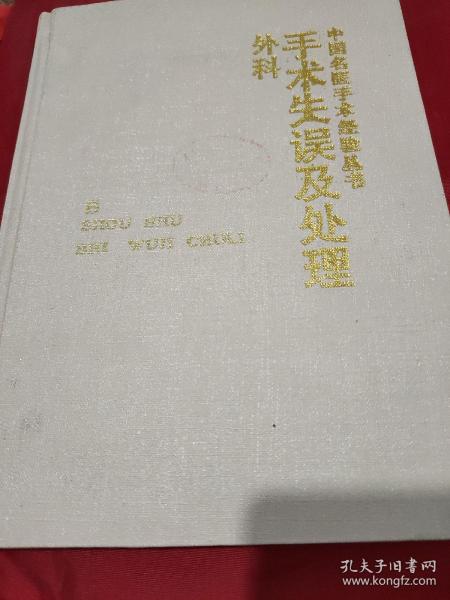 中国名医手术经验丛书
手术失误及处理
外科
SHOU SHU
SHI WUJI CHULI
孔夫子旧书网
www.kongfz.com